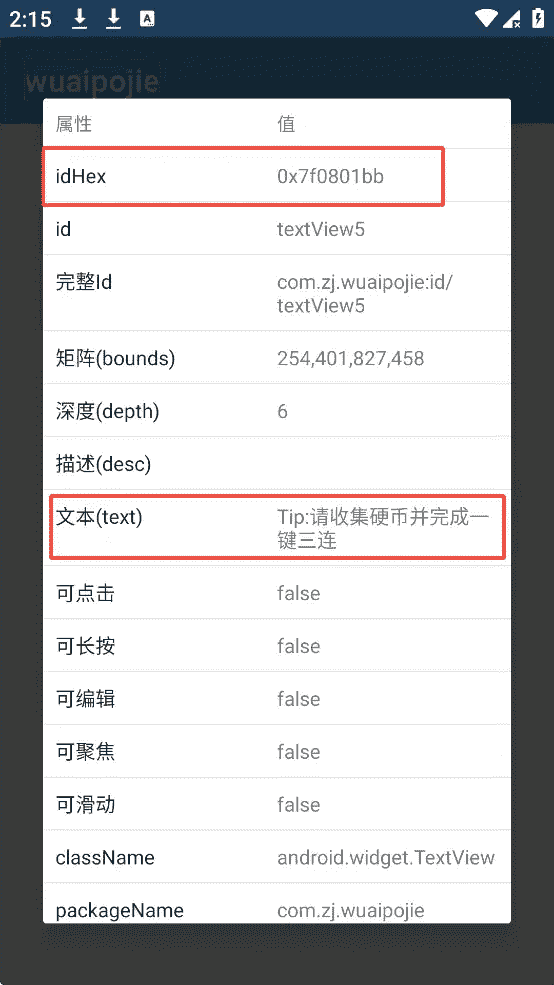 2:15
A
wuaipojie
属性 值
idHex 0x7f0801bb
id textView5
完整Id com.zj.wuaipojie:id/
textView5
矩阵(bounds) 254,401,827,458
深度(depth) 6
描述(desc)
文本(text) Tip:请收集硬币并完成一
键三连
可点击 false
可长按 false
可编辑 false
可聚焦 false
可滑动 false
className android.widget.TextView
packageName com.zj.wuaipojie